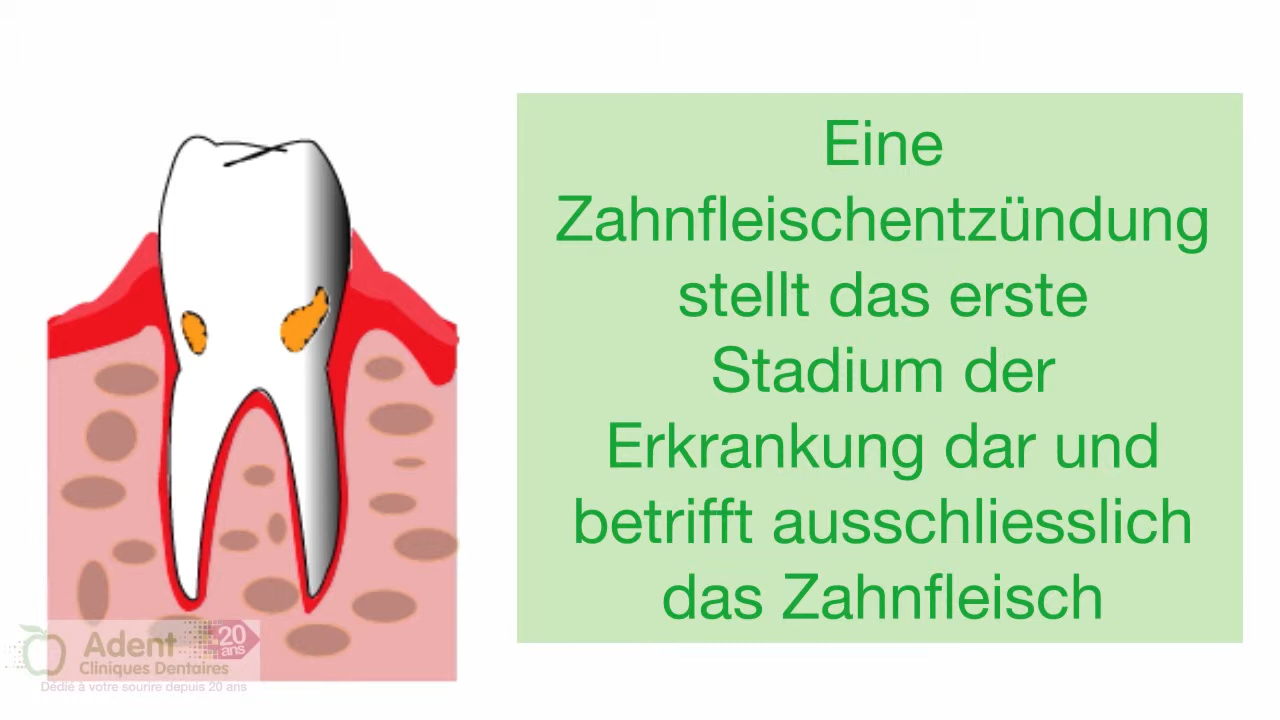 Eine
Zahnfleischentzündung
stellt das erste
Stadium der
Erkrankung dar und
betrifft ausschliesslich
das Zahnfleisch
Adent
20
ans
Cliniques Dentaires
Dédié à votre sourire depuis 20 ans